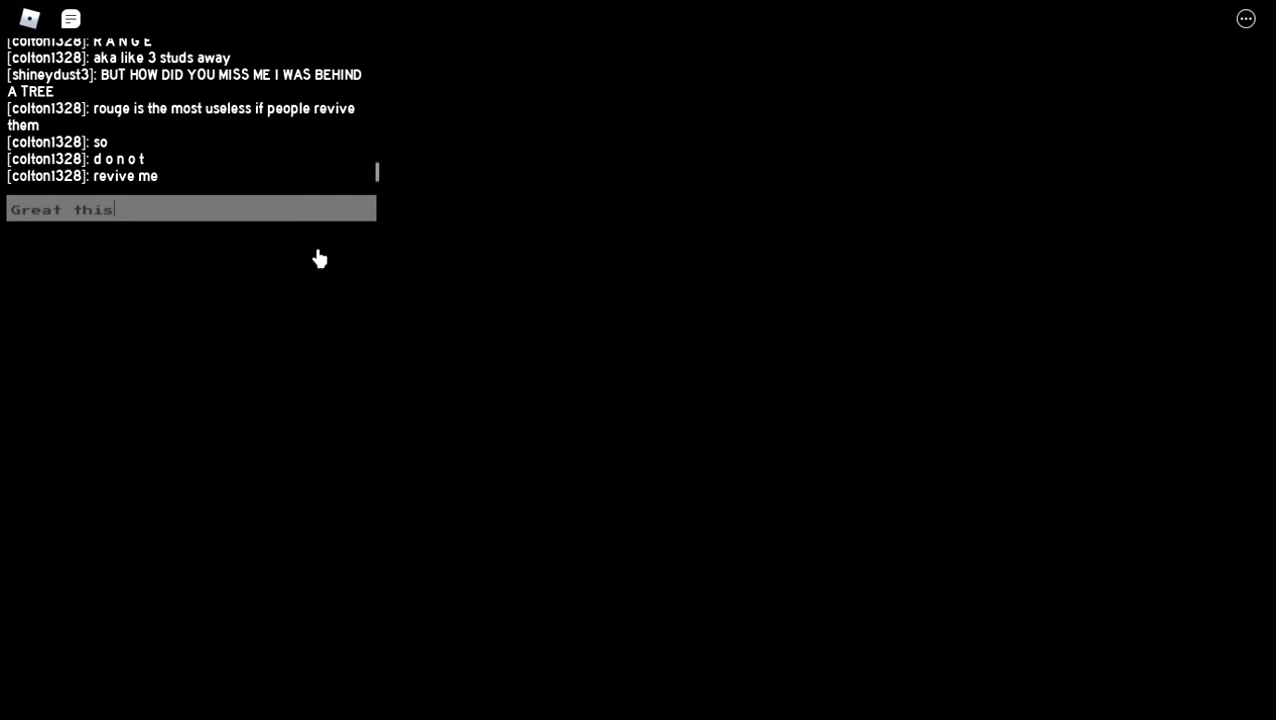 [colton1328]: R A N G E
[colton1328]: aka like 3 studs away
[shineydust3]: BUT HOW DID YOU MISS ME I WAS BEHIND
A TREE
[colton1328]: rouge is the most useless if people revive
them
[colton1328]: so
[colton1328]: d o n o t
[colton1328]: revive me
Great this